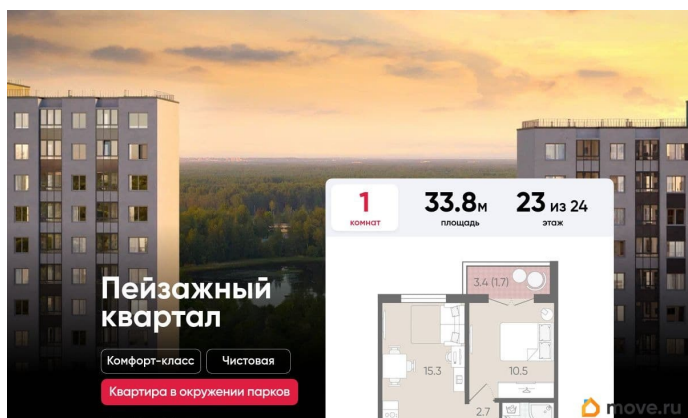 1
комнат
33.8м
площадь
23 из 24
этаж
Пейзажный
квартал
Комфорт-класс
Чистовая
Квартира в окружении парков
3.4 (1.7)
15.3
10.5
2.7
move.ru